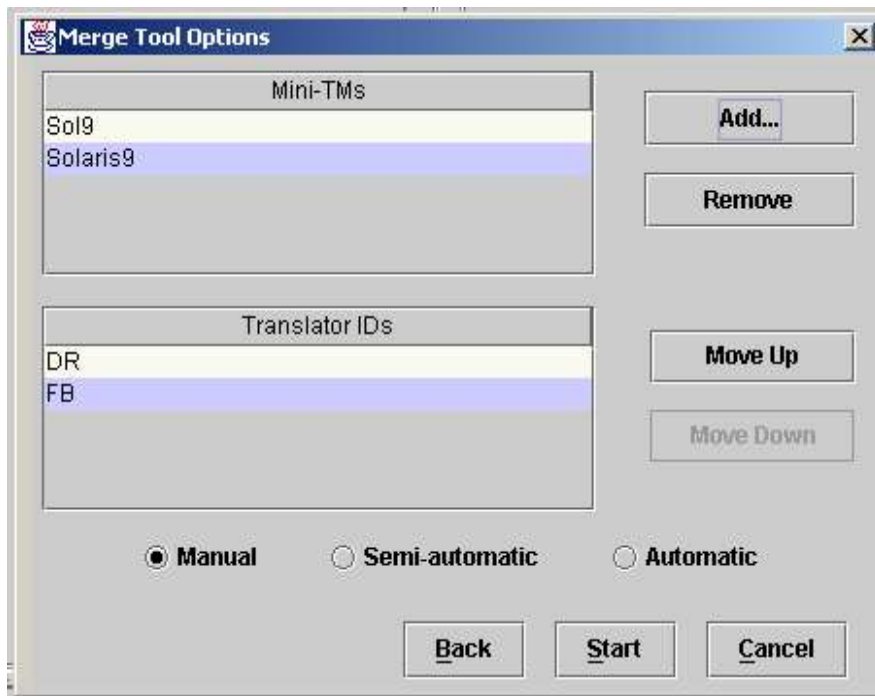 Merge Tool Options
Mini-TMs
Sol9
Solaris9
Add...
Remove
Translator IDs
DR
FB
Move Up
Move Down
Manual Semi-automatic Automatic
Back Start Cancel